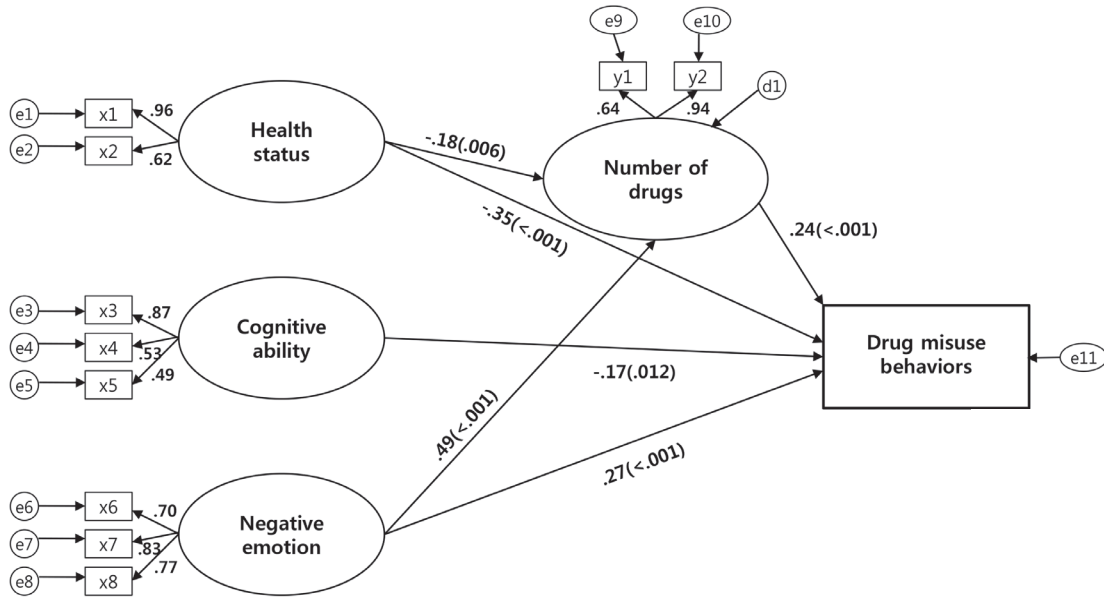 e9
e10
y1
y2
d1
.64
.94
e1
x1
.96
e2
x2
.62
Health
status
-.18(.006)
Number of
drugs
-.35(<.001)
.24(<.001)
e3
x3
.87
e4
x4
.53
e5
x5
.49
Cognitive
ability
-.17(.012)
Drug misuse
behaviors
e11
.49(<.001)
.27(<.001)
e6
x6
.70
e7
x7
.83
e8
x8
.77
Negative
emotion